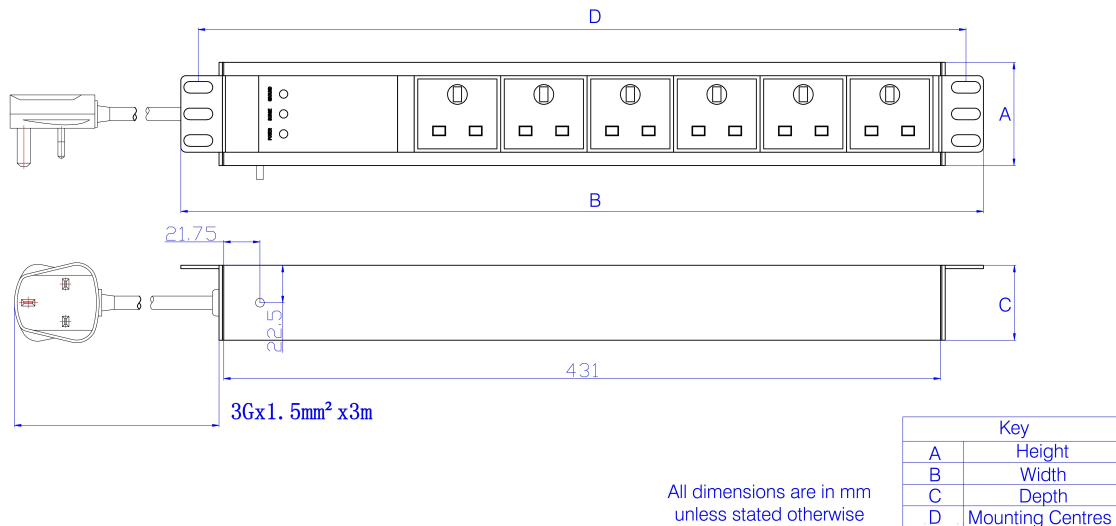 D
A
B
21.75
22.5
C
431
3Gx1.5mm² x3m
Key
A Height
B Width
C Depth
D Mounting Centres
All dimensions are in mm
unless stated otherwise